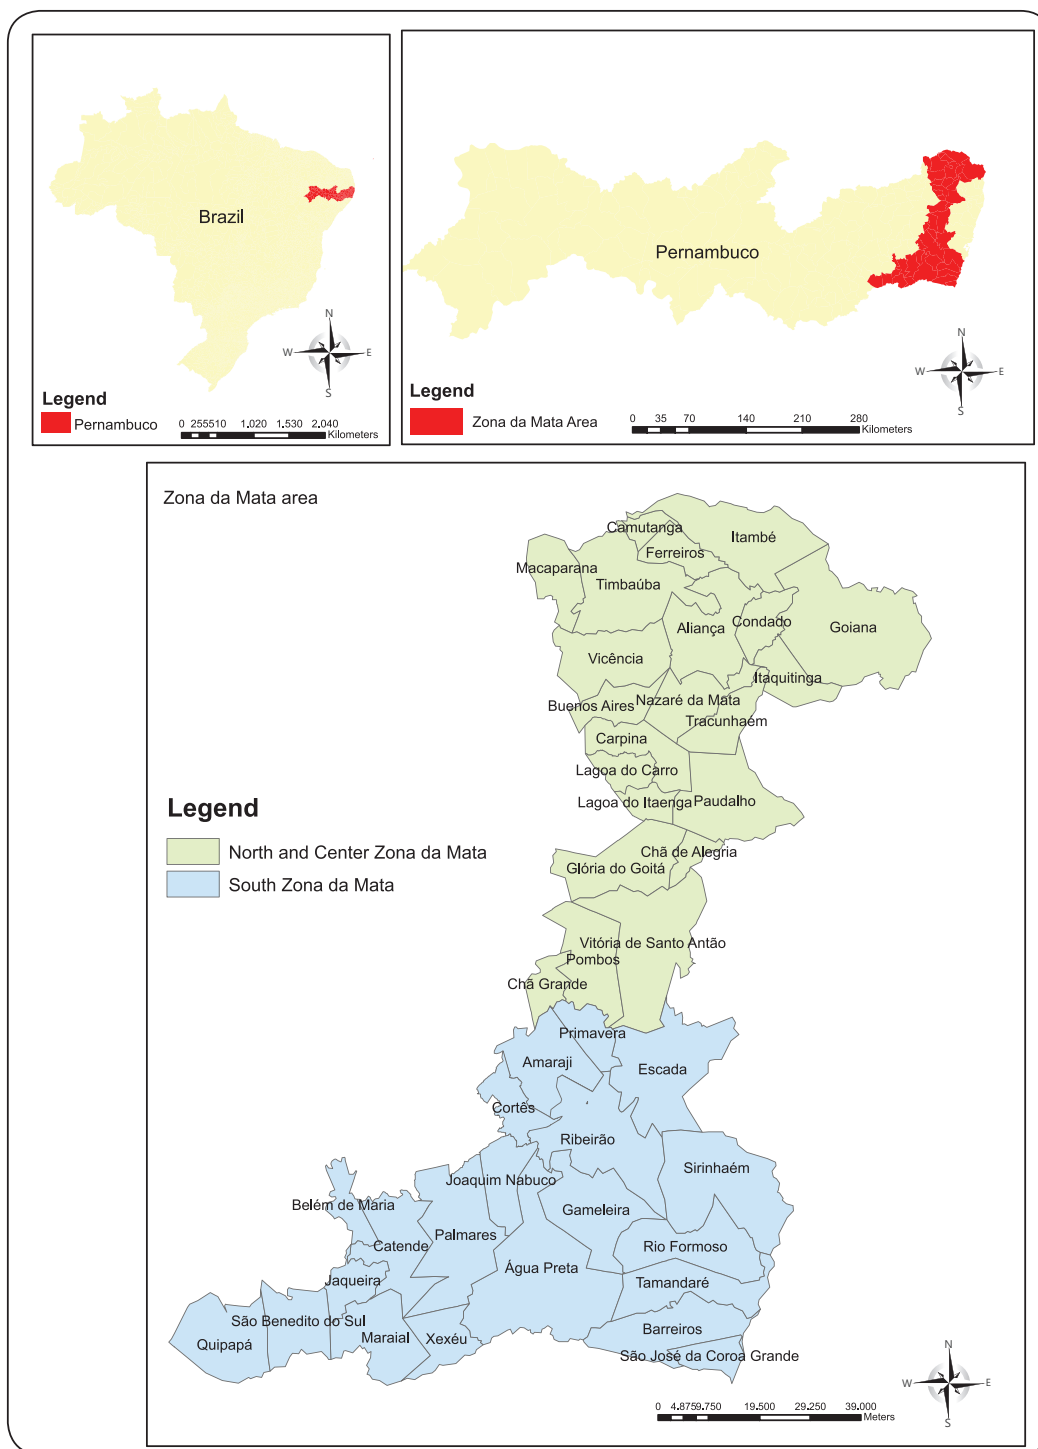 Brazil
N
W
E
S
Legend
Pernambuco
0 255510 1.020 1.530 2.040
Kilometers
Pernambuco
N
W
E
S
Legend
Zona da Mata Area
0 35 70 140 210 280
Kilometers
Zona da Mata area
Camutanga
Itambé
Ferreiros
Macaparana
Timbaúba
Condado
Aliança
Goiana
Vicência
Itaquitinga
Nazaré da Mata
Buenos Aires
Tracunhaém
Carpina
Lagoa do Carro
Lagoa do Itaenga
Paudalho
Legend
North and Center Zona da Mata
South Zona da Mata
Chã de Alegria
Glória do Goitá
Vitória de Santo Antão
Pombos
Chã Grande
Primavera
Amaraji
Escada
Cortês
Ribeirão
Sirinhaém
Joaquim Nabuco
Belém de Maria
Gameleira
Palmares
Catende
Rio Formoso
Água Preta
Jaqueira
Tamandaré
São Benedito do Sul
Barreiros
Quipapá
Maraial
Xexéu
São José da Coroa Grande
N
W
E
S
0 4.8759.750 19.500 29.250 39.000
Meters